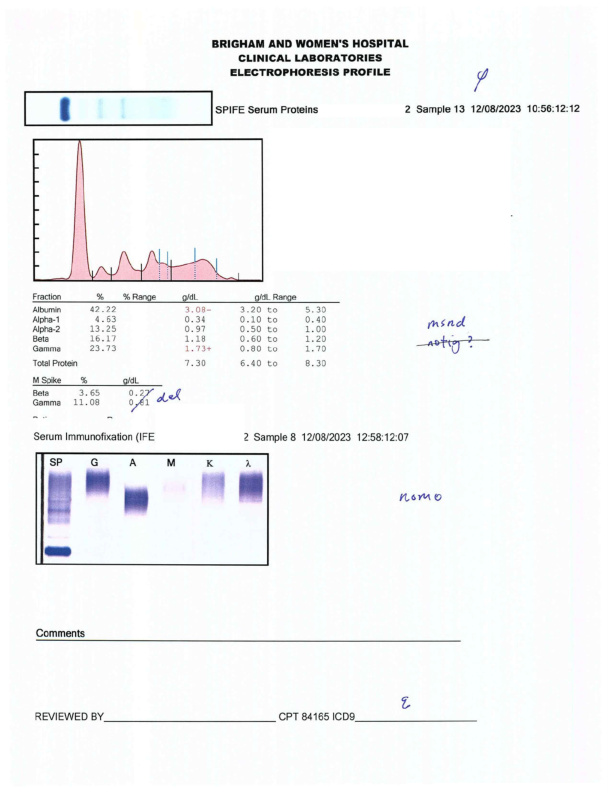 BRIGHAM AND WOMEN'S HOSPITAL
CLINICAL LABORATORIES
ELECTROPHORESIS PROFILE
φ
SPIFE Serum Proteins 2 Sample 13 12/08/2023 10:56:12:12
Fraction % % Range g/dL g/dL Range
Albumin 42.22 3.08- 3.20 to 5.30
Alpha-1 4.63 0.34 0.10 to 0.40
Alpha-2 13.25 0.97 0.50 to 1.00
Beta 16.17 1.18 0.60 to 1.20
Gamma 23.73 1.73+ 0.80 to 1.70
Total Protein 7.30 6.40 to 8.30
msnd
M Spike % g/dL
Beta 3.65 0.27
Gamma 11.08 0.81
del
Serum Immunofixation (IFE 2 Sample 8 12/08/2023 12:58:12:07
SP G A M K λ
nomo
Comments
REVIEWED BY CPT 84165 ICD9